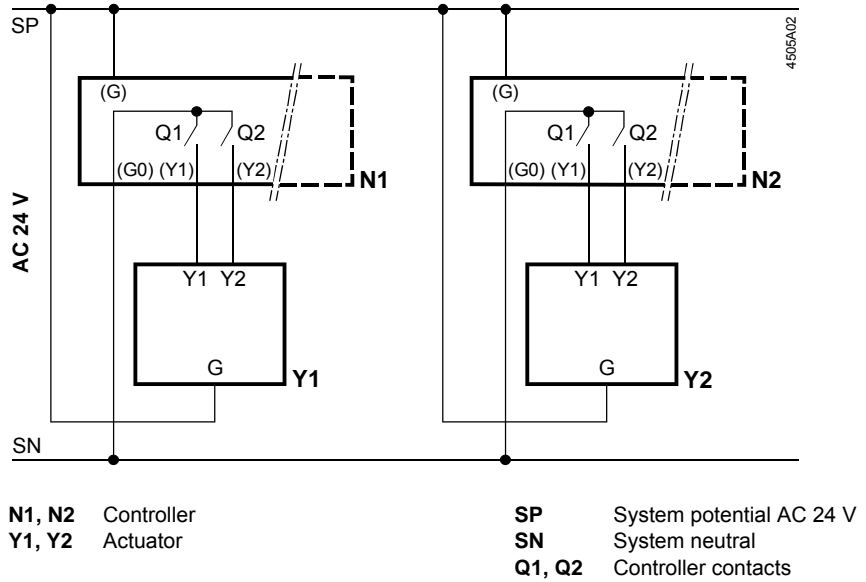 SP
4505A02
(G)
(G)
Q1
Q2
Q1
Q2
(G0) (Y1)
(Y2)
N1
(G0) (Y1)
(Y2)
N2
AC 24 V
Y1 Y2
Y1 Y2
G
Y1
G
Y2
SN
N1, N2 Controller
Y1, Y2 Actuator
SP System potential AC 24 V
SN System neutral
Q1, Q2 Controller contacts